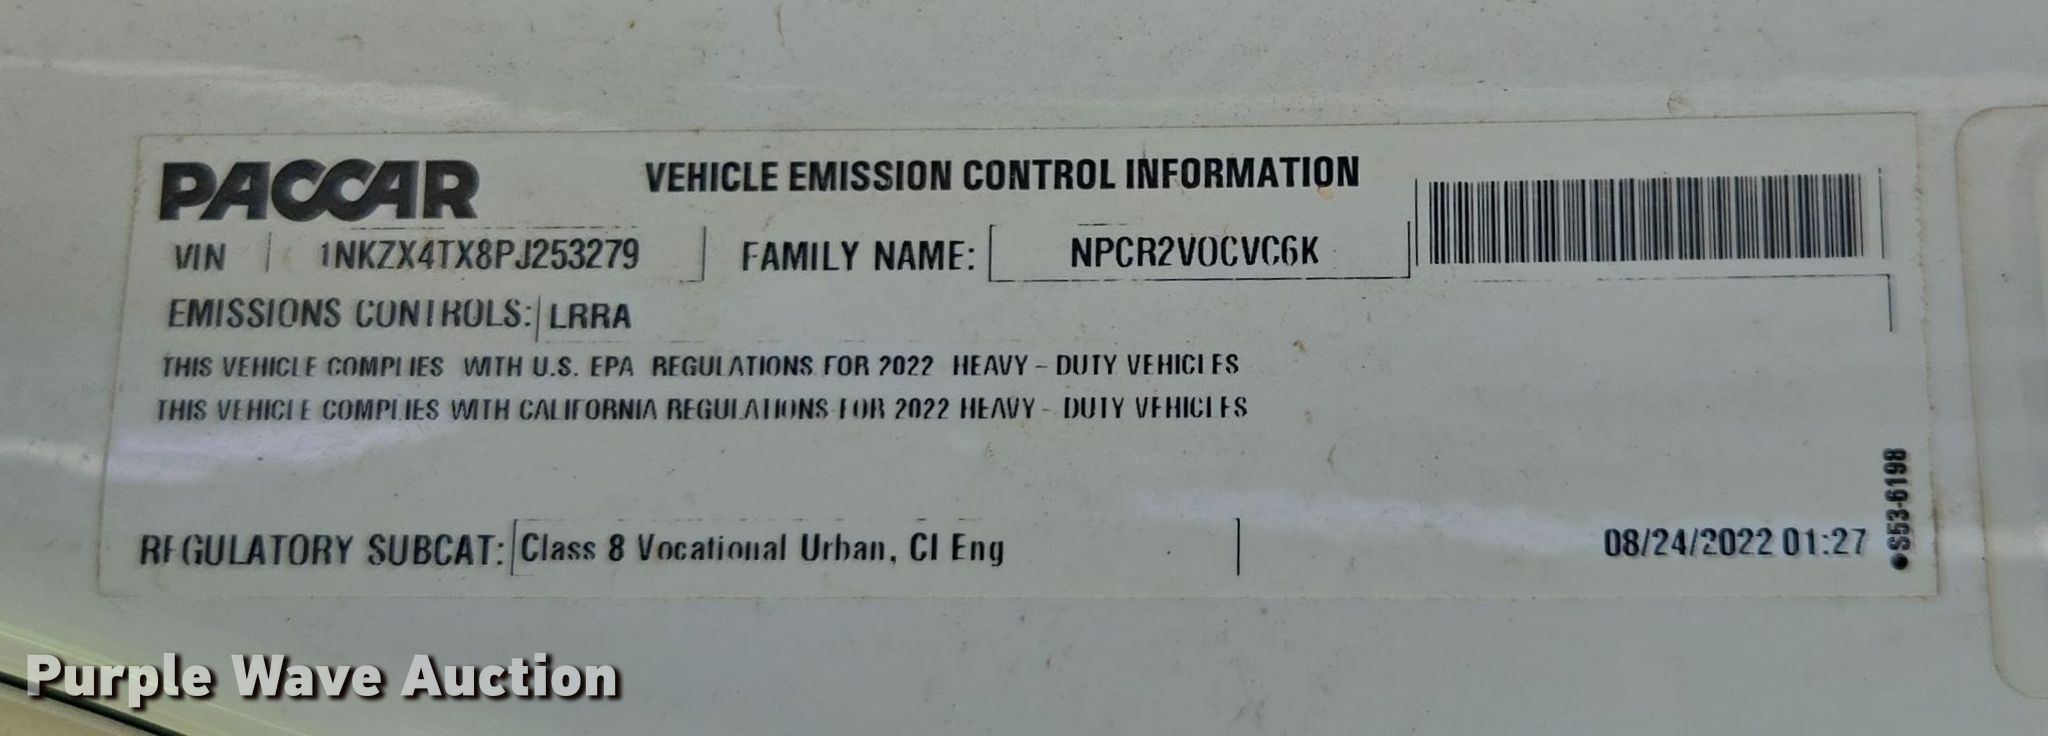 PACCAR VEHICLE EMISSION CONTROL INFORMATION
VIN 1NKZX4TX8PJ253279 FAMILY NAME: NPCR2VOCVC6K
EMISSIONS CONTROLS: LRRA
THIS VEHICLE COMPLIES WITH U.S. EPA REGULATIONS FOR 2022 HEAVY - DUTY VEHICLES
THIS VEHICLE COMPLIES WITH CALIFORNIA REGULATIONS FOR 2022 HEAVY - DUTY VEHICLES
REGULATORY SUBCAT: Class 8 Vocational Urban, CI Eng 08/24/2022 01:27
●S53-6198
Purple Wave Auction